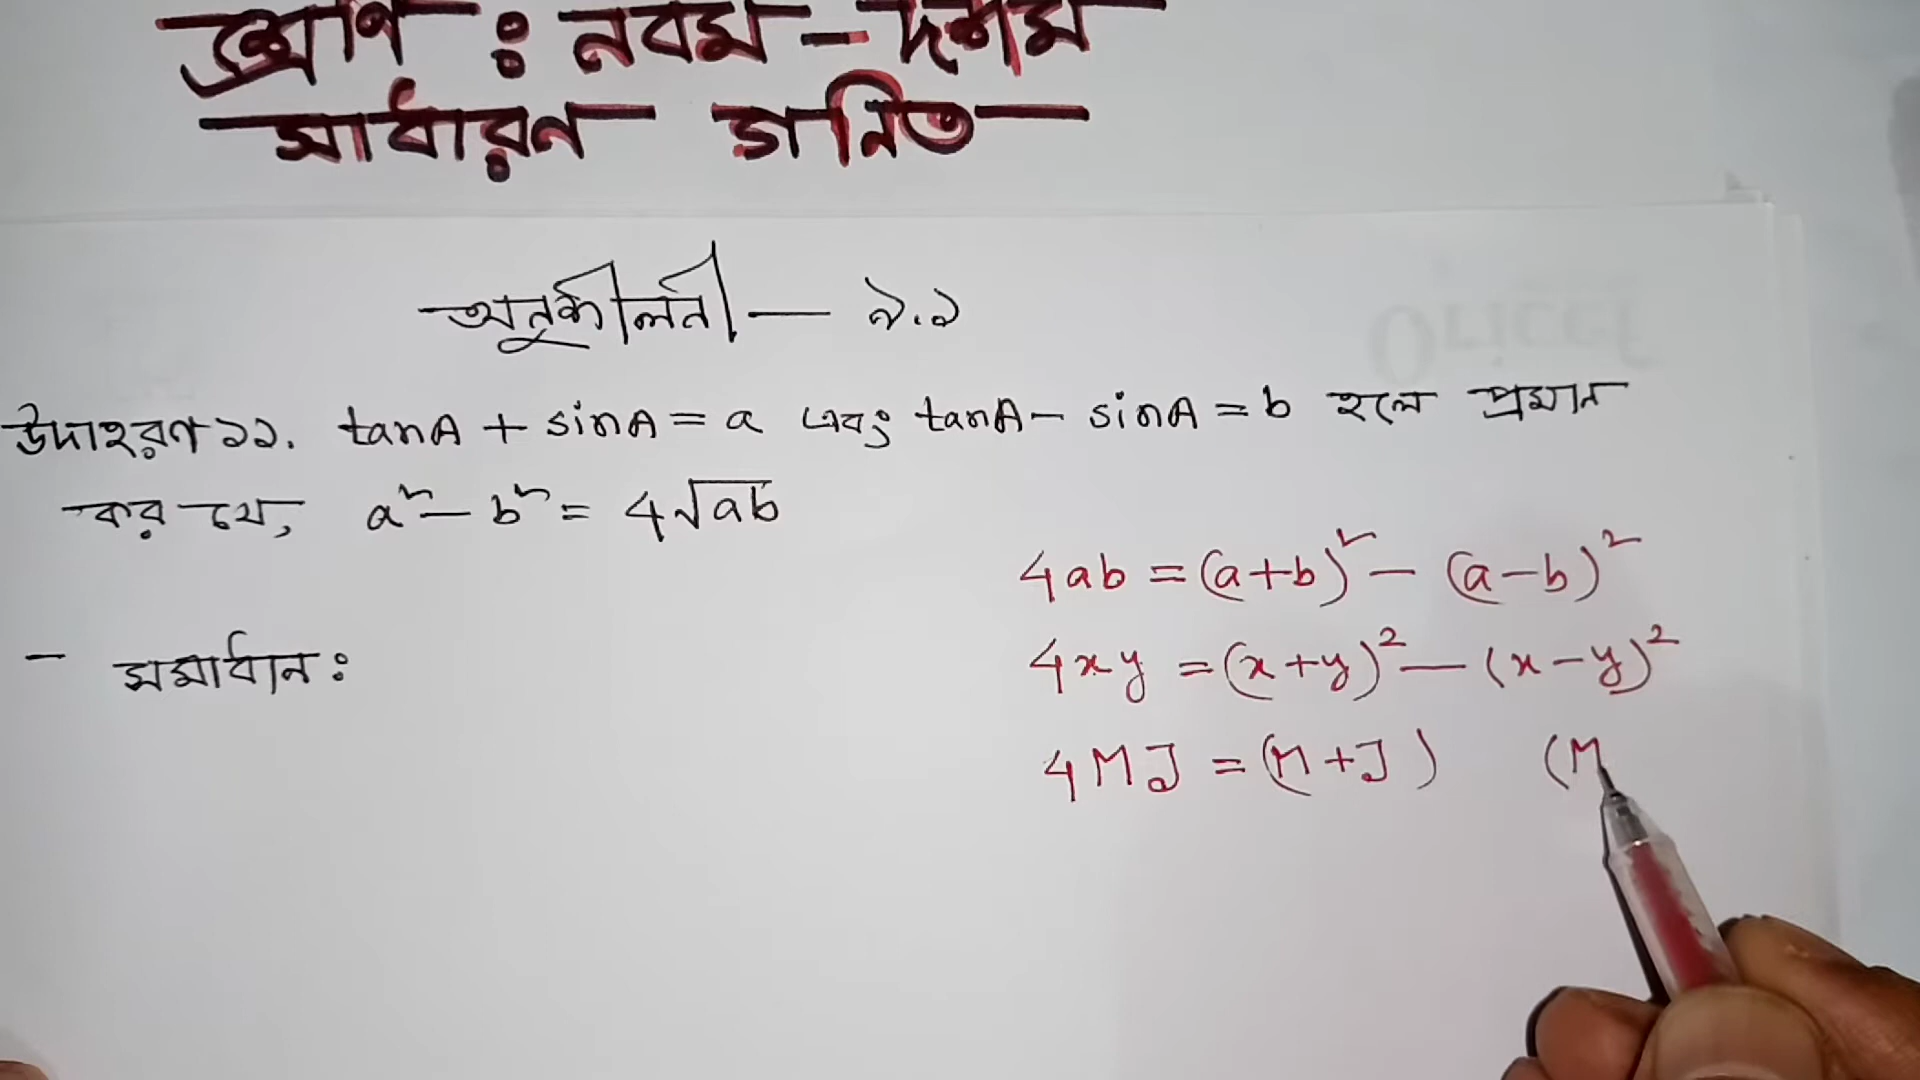 শ্রেণি : নবম - দশম
সাধারন গনিত
অনুশীলনী — ৯.১
উদাহরণ ১১. tanA + sinA = a এবং tanA - sinA = b হলে প্রমান
কর যে, a² - b² = 4√ab
4ab = (a+b)² - (a-b)²
4xy = (x+y)² - (x-y)²
- সমাধান :
4MJ = (M+J) (M